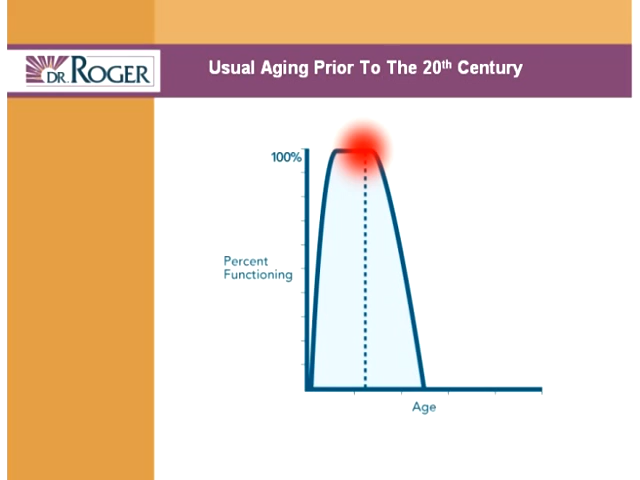 DR. ROGER
Usual Aging Prior To The 20th Century
100%
Percent
Functioning
Age